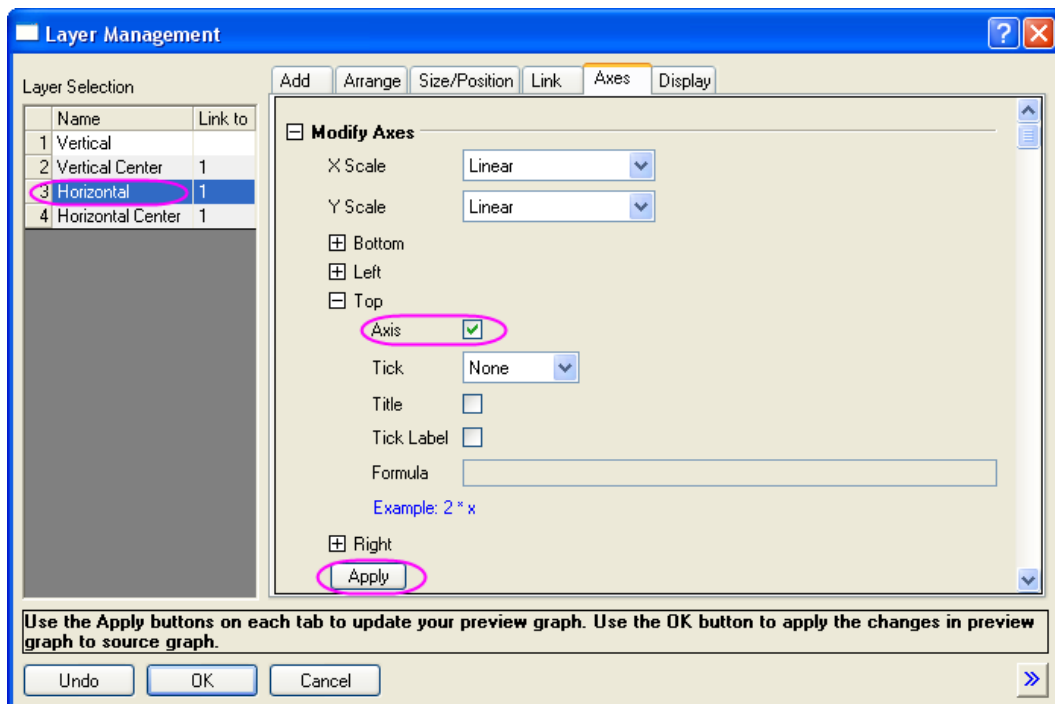 Layer Management
Layer Selection
Name Link to
1 Vertical
2 Vertical Center 1
3 Horizontal 1
4 Horizontal Center 1
Add Arrange Size/Position Link Axes Display
Modify Axes
X Scale Linear
Y Scale Linear
Bottom
Left
Top
Axis
Tick None
Title
Tick Label
Formula
Example: 2 * x
Right
Apply
Use the Apply buttons on each tab to update your preview graph. Use the OK button to apply the changes in preview
graph to source graph.
Undo OK Cancel